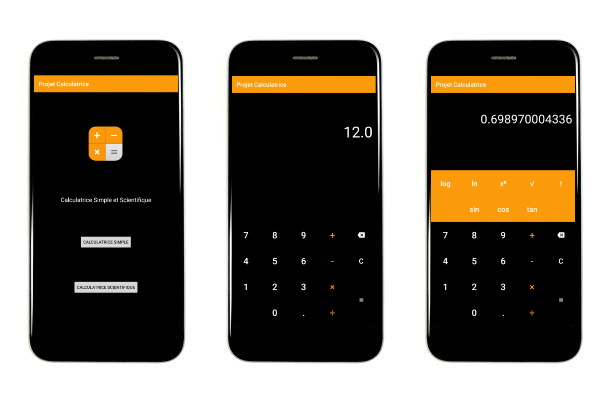 Projet Calculatrice
+ −
× =
Calculatrice Simple et Scientifique
CALCULATRICE SIMPLE
CALCULATRICE SCIENTIFIQUE
Projet Calculatrice
12.0
7 8 9 +
4 5 6 - C
1 2 3 ×
=
0 . ÷
Projet Calculatrice
0.698970004336
log ln x² √ !
sin cos tan
7 8 9 +
4 5 6 - C
1 2 3 ×
=
0 . ÷